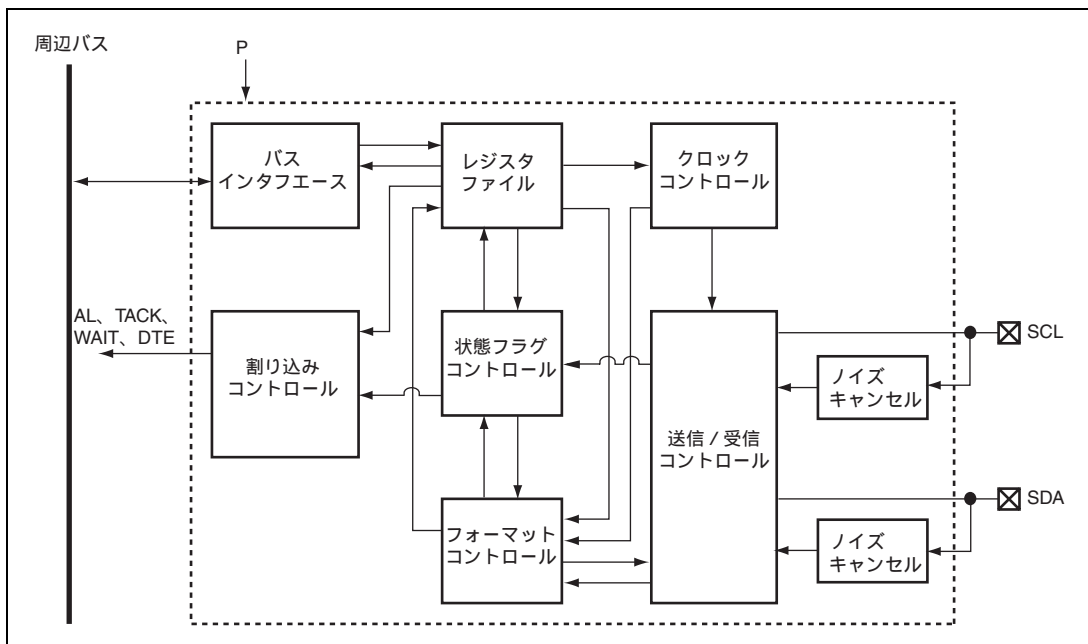 周辺バス
P
バス
インタフエース
レジスタ
ファイル
クロック
コントロール
AL、TACK、
WAIT、DTE
割り込み
コントロール
状態フラグ
コントロール
送信 / 受信
コントロール
SCL
ノイズ
キャンセル
フォーマット
コントロール
SDA
ノイズ
キャンセル